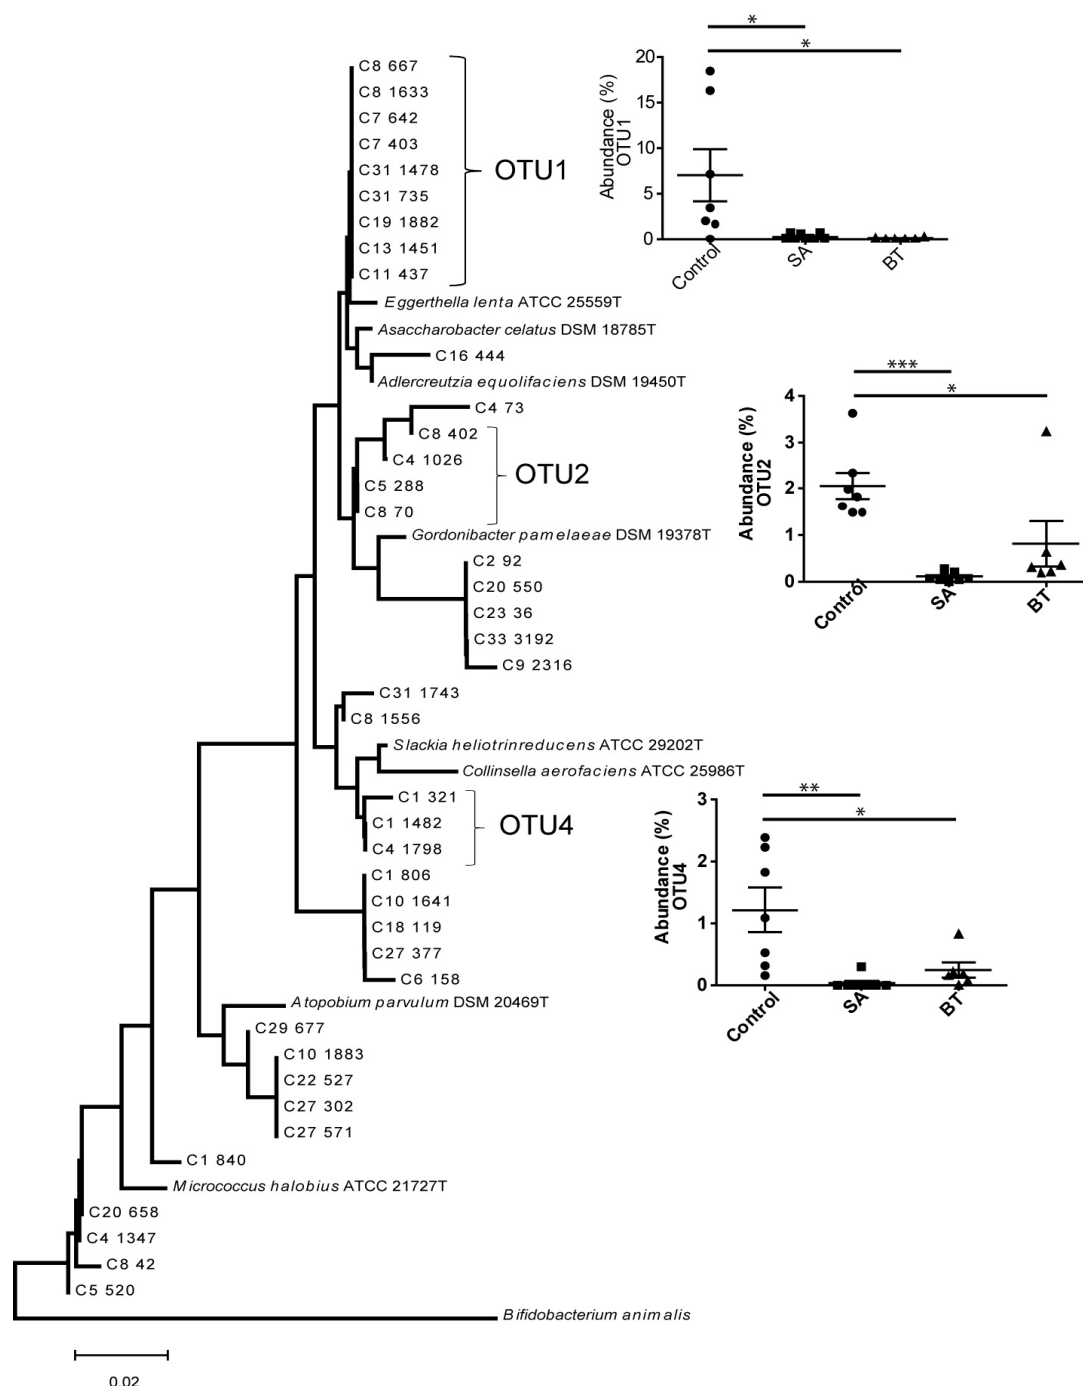 C8 667
C8 1633
C7 642
C7 403
C31 1478
C31 735
C19 1882
C13 1451
C11 437
OTU1
Eggerthella lenta ATCC 25559T
Asaccharobacter celatus DSM 18785T
C16 444
Adlercreutzia equolifaciens DSM 19450T
C4 73
C8 402
C4 1026
C5 288
C8 70
OTU2
Gordonibacter pamelaeae DSM 19378T
C2 92
C20 550
C23 36
C33 3192
C9 2316
C31 1743
C8 1556
Slackia heliotrinreducens ATCC 29202T
Collinsella aerofaciens ATCC 25986T
C1 321
C1 1482
C4 1798
OTU4
C1 806
C10 1641
C18 119
C27 377
C6 158
Atopobium parvulum DSM 20469T
C29 677
C10 1883
C22 527
C27 302
C27 571
C1 840
Micrococcus halobius ATCC 21727T
C20 658
C4 1347
C8 42
C5 520
Bifidobacterium animalis
0.02
*
*
Abundance (%)
OTU1
20
15
10
5
0
Control
SA
BT
***
*
Abundance (%)
OTU2
4
3
2
1
0
Control
SA
BT
**
*
Abundance (%)
OTU4
3
2
1
0
Control
SA
BT